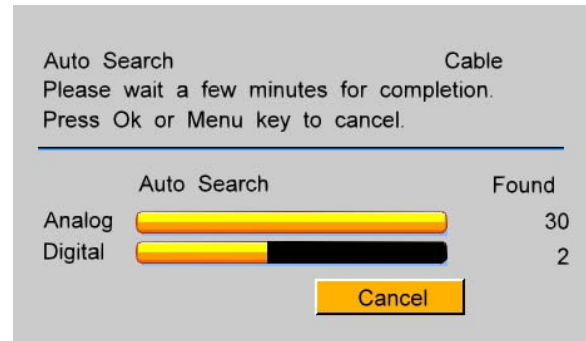 Auto Search Cable
Please wait a few minutes for completion.
Press Ok or Menu key to cancel.
Auto Search Found
Analog 30
Digital 2
Cancel